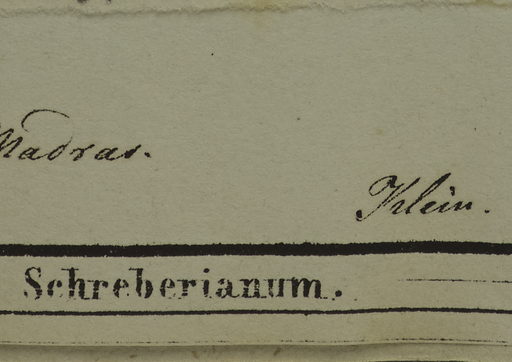 Madras.
Klein.
Schreberianum.